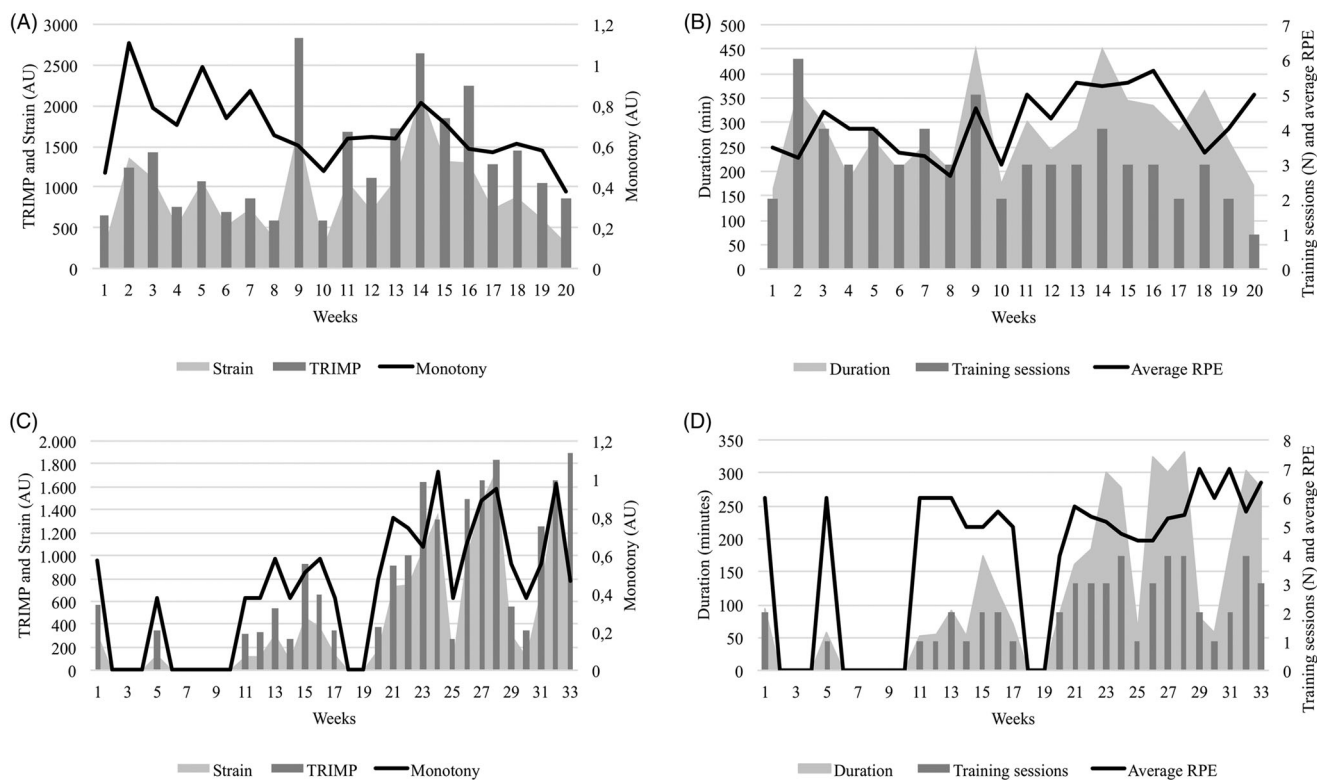 (A)
TRIMP and Strain (AU)
3000
2500
2000
1500
1000
500
0
1,2
1
0,8
0,6
0,4
0,2
0
Monotony (AU)
1 2 3 4 5 6 7 8 9 10 11 12 13 14 15 16 17 18 19 20
Weeks
Strain TRIMP Monotony
(B)
Duration (min)
500
450
400
350
300
250
200
150
100
50
0
7
6
5
4
3
2
1
0
Training sessions (N) and average RPE
1 2 3 4 5 6 7 8 9 10 11 12 13 14 15 16 17 18 19 20
Weeks
Duration Training sessions Average RPE
(C)
TRIMP and Strain (AU)
2.000
1.800
1.600
1.400
1.200
1.000
800
600
400
200
0
1,2
1
0,8
0,6
0,4
0,2
0
Monotony (AU)
1 3 5 7 9 11 13 15 17 19 21 23 25 27 29 31 33
Weeks
Strain TRIMP Monotony
(D)
Duration (minutes)
350
300
250
200
150
100
50
0
8
7
6
5
4
3
2
1
0
Training sessions (N) and average RPE
1 3 5 7 9 11 13 15 17 19 21 23 25 27 29 31 33
Weeks
Duration Training sessions Average RPE